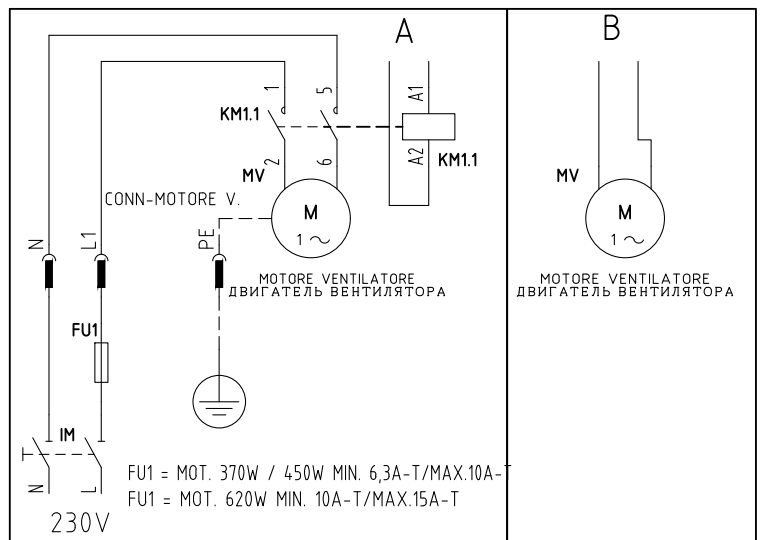 A
B
1
5
A1
KM1.1
2
6
A2
KM1.1
MV
MV
CONN-MOTORE V.
M
1 ~
M
1 ~
N
L1
PE
MOTORE VENTILATORE
ДВИГАТЕЛЬ ВЕНТИЛЯТОРА
MOTORE VENTILATORE
ДВИГАТЕЛЬ ВЕНТИЛЯТОРА
FU1
IM
N
L
FU1 = MOT. 370W / 450W MIN. 6,3A-T/MAX.10A-T
FU1 = MOT. 620W MIN. 10A-T/MAX.15A-T
230V